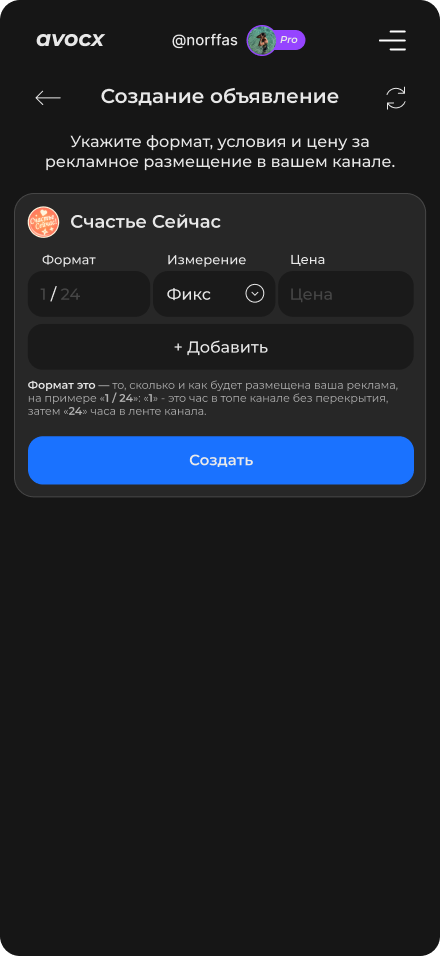 avocx
@norffas
Pro
Создание объявление
Укажите формат, условия и цену за
рекламное размещение в вашем канале.
Счастье Сейчас
Формат
Измерение
Цена
1 / 24
Фикс
Цена
+ Добавить
Формат это — то, сколько и как будет размещена ваша реклама,
на примере «1 / 24»: «1» - это час в топе канале без перекрытия,
затем «24» часа в ленте канала.
Создать